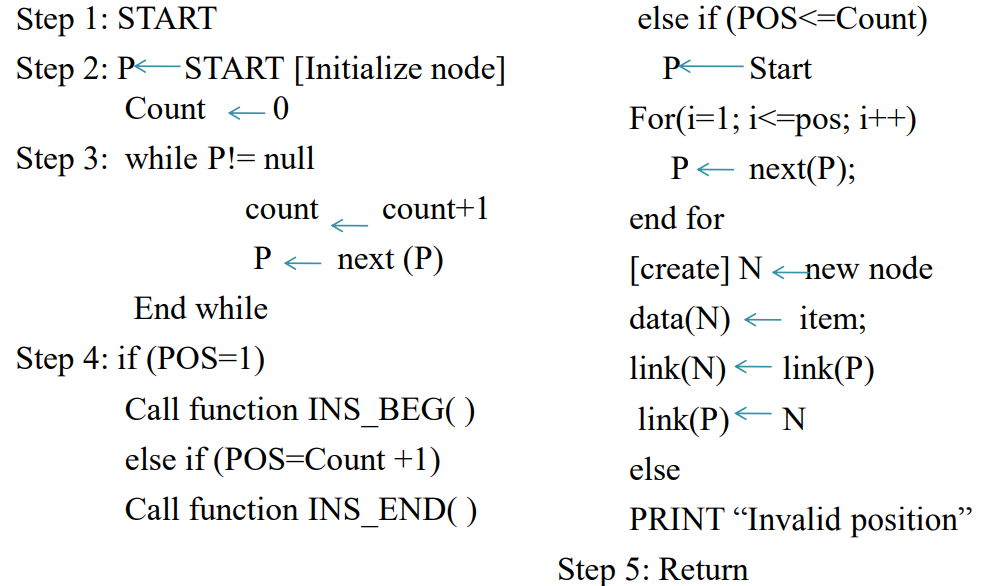 Step 1: START
Step 2: P← START [Initialize node]
Count ← 0
Step 3: while P!= null
count ← count+1
P ← next (P)
End while
Step 4: if (POS=1)
Call function INS_BEG( )
else if (POS=Count +1)
Call function INS_END( )
else if (POS<=Count)
P← Start
For(i=1; i<=pos; i++)
P ← next(P);
end for
[create] N ←new node
data(N) ← item;
link(N) ← link(P)
link(P) ← N
else
PRINT “Invalid position”
Step 5: Return